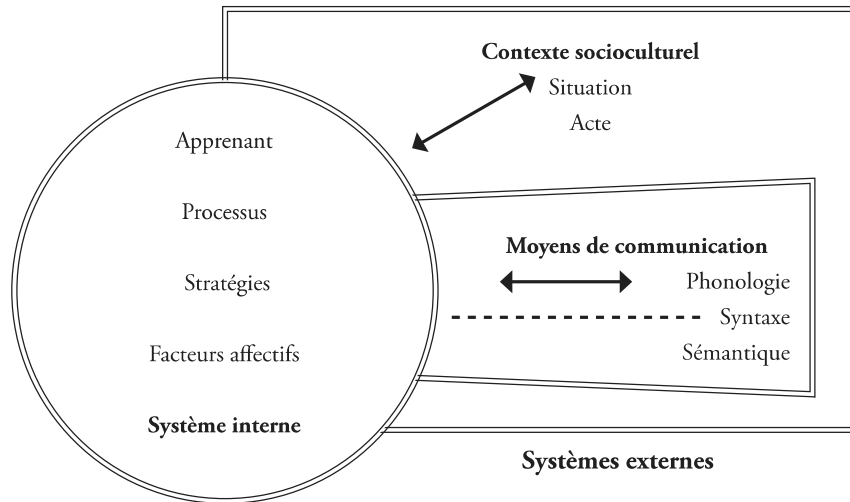 Contexte socioculturel
Situation
Acte
Apprenant
Processus
Stratégies
Facteurs affectifs
Système interne
Moyens de communication
Phonologie
Syntaxe
Sémantique
Systèmes externes